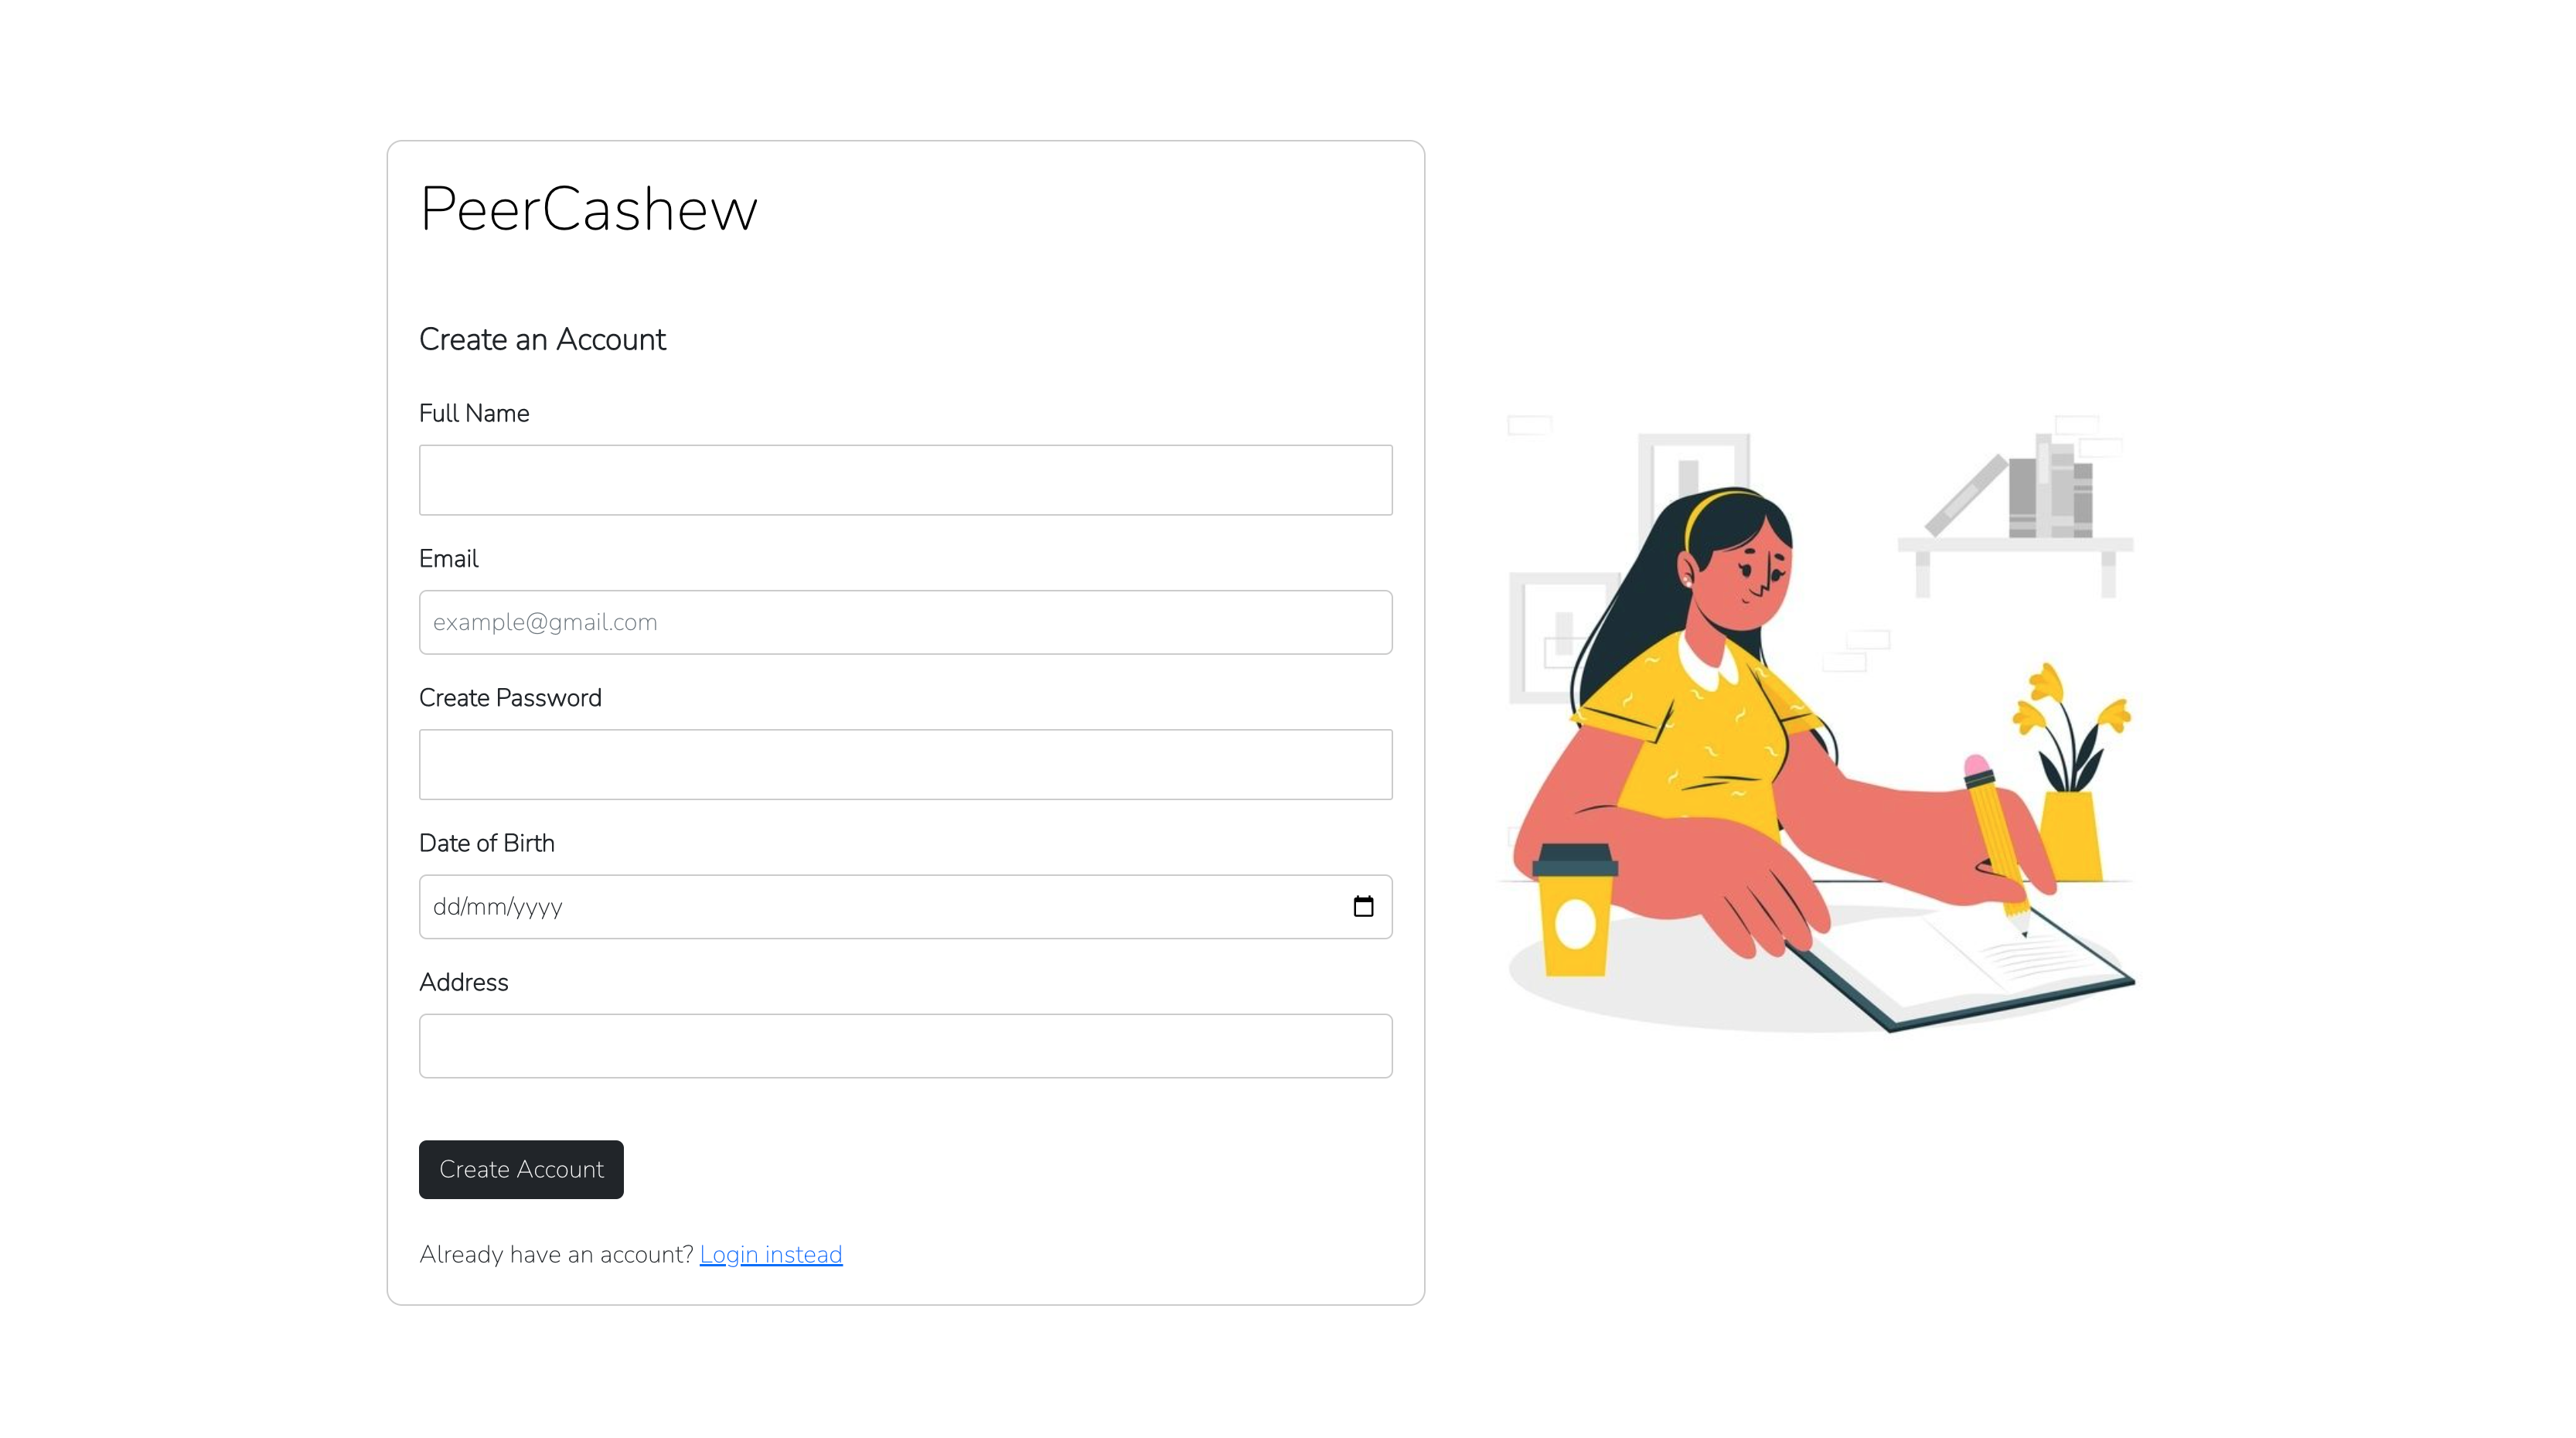 PeerCashew
Create an Account
Full Name
Email
example@gmail.com
Create Password
Date of Birth
dd/mm/yyyy
Address
Create Account
Already have an account? Login instead